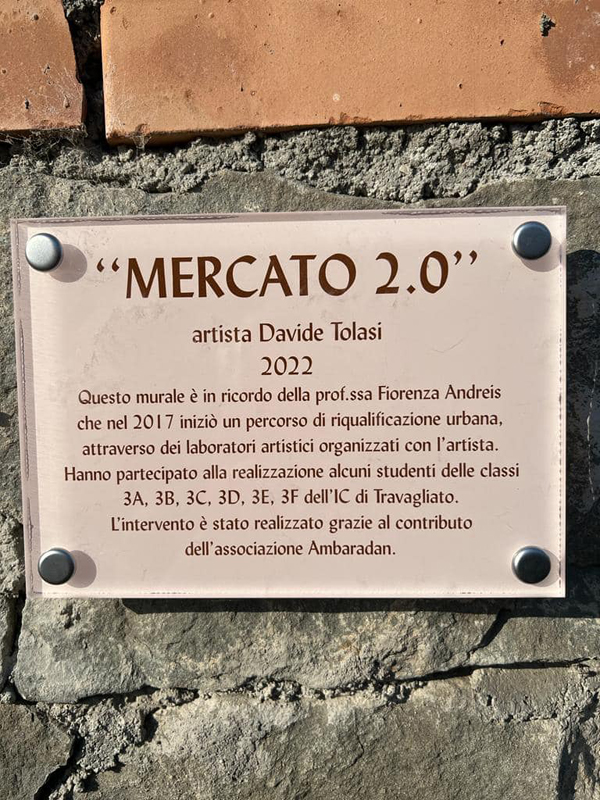 “MERCATO 2.0”
artista Davide Tolasi
2022
Questo murale è in ricordo della prof.ssa Fiorenza Andreis
che nel 2017 iniziò un percorso di riqualificazione urbana,
attraverso dei laboratori artistici organizzati con l'artista.
Hanno partecipato alla realizzazione alcuni studenti delle classi
3A, 3B, 3C, 3D, 3E, 3F dell'IC di Travagliato.
L'intervento è stato realizzato grazie al contributo
dell'associazione Ambaradan.